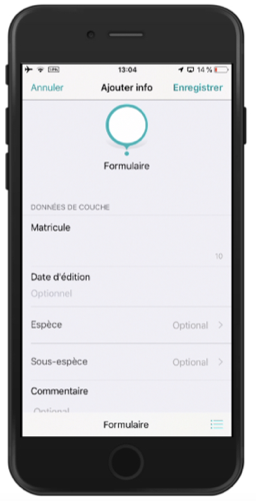 VPN 13:04 14 %
Annuler Ajouter info Enregistrer
Formulaire
DONNÉES DE COUCHE
Matricule
10
Date d'édition
Optionnel
Espèce Optional
Sous-espèce Optional
Commentaire
Optional
Formulaire